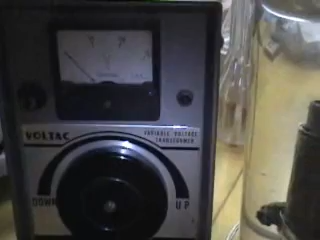 V
VOLTAC
VARIABLE VOLTAGE
TRANSFORMER
DOWN
UP